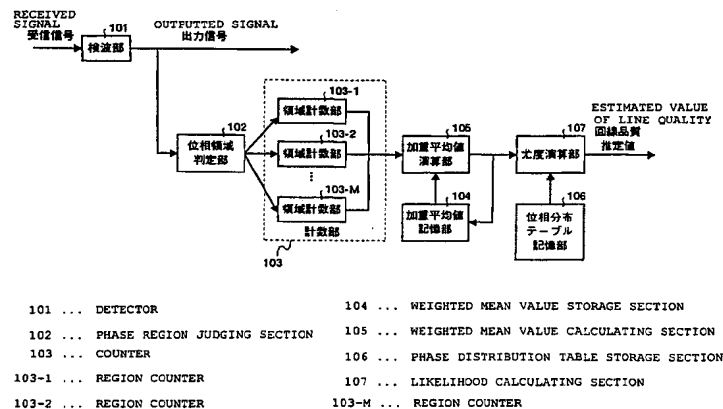 RECEIVED
SIGNAL
受信信号
101
検波部
OUTPUTTED SIGNAL
出力信号
102
位相領域
判定部
103-1
領域計数部
103-2
領域計数部
⋮
103-M
領域計数部
計数部
103
105
加重平均値
演算部
104
加重平均値
記憶部
107
尤度演算部
106
位相分布
テーブル
記憶部
ESTIMATED VALUE
OF LINE QUALITY
回線品質
推定値
101 ... DETECTOR
102 ... PHASE REGION JUDGING SECTION
103 ... COUNTER
103-1 ... REGION COUNTER
103-2 ... REGION COUNTER
104 ... WEIGHTED MEAN VALUE STORAGE SECTION
105 ... WEIGHTED MEAN VALUE CALCULATING SECTION
106 ... PHASE DISTRIBUTION TABLE STORAGE SECTION
107 ... LIKELIHOOD CALCULATING SECTION
103-M ... REGION COUNTER